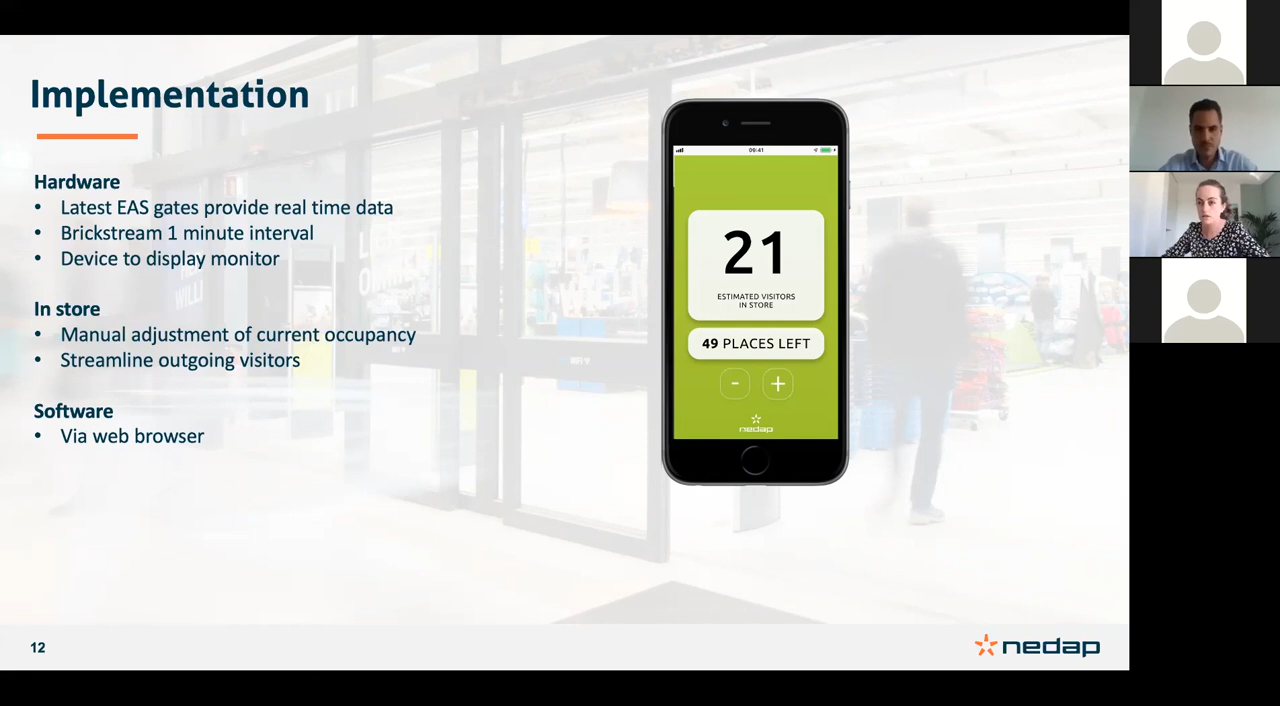 Implementation
Hardware
• Latest EAS gates provide real time data
• Brickstream 1 minute interval
• Device to display monitor
In store
• Manual adjustment of current occupancy
• Streamline outgoing visitors
Software
• Via web browser
09:41
21
ESTIMATED VISITORS
IN STORE
49 PLACES LEFT
- +
nedap
12
nedap